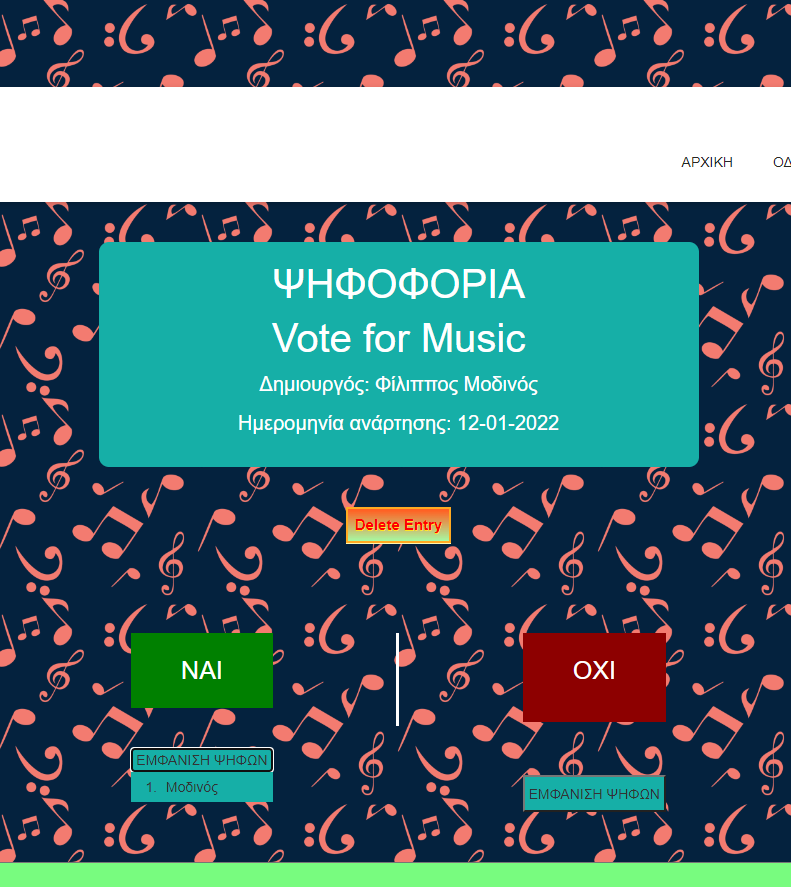 ΑΡΧΙΚΗ
ΨΗΦΟΦΟΡΙΑ
Vote for Music
Δημιουργός: Φίλιππος Μοδινός
Ημερομηνία ανάρτησης: 12-01-2022
Delete Entry
ΝΑΙ
ΟΧΙ
ΕΜΦΑΝΙΣΗ ΨΗΦΩΝ
1. Μοδινός
ΕΜΦΑΝΙΣΗ ΨΗΦΩΝ